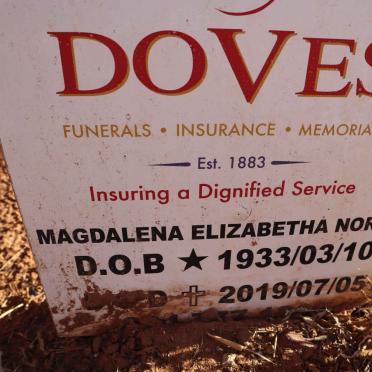 DOVES
FUNERALS • INSURANCE • MEMORIA
Est. 1883
Insuring a Dignified Service
MAGDALENA ELIZABETHA NOR
D.O.B ★ 1933/03/10
D ✝ 2019/07/05